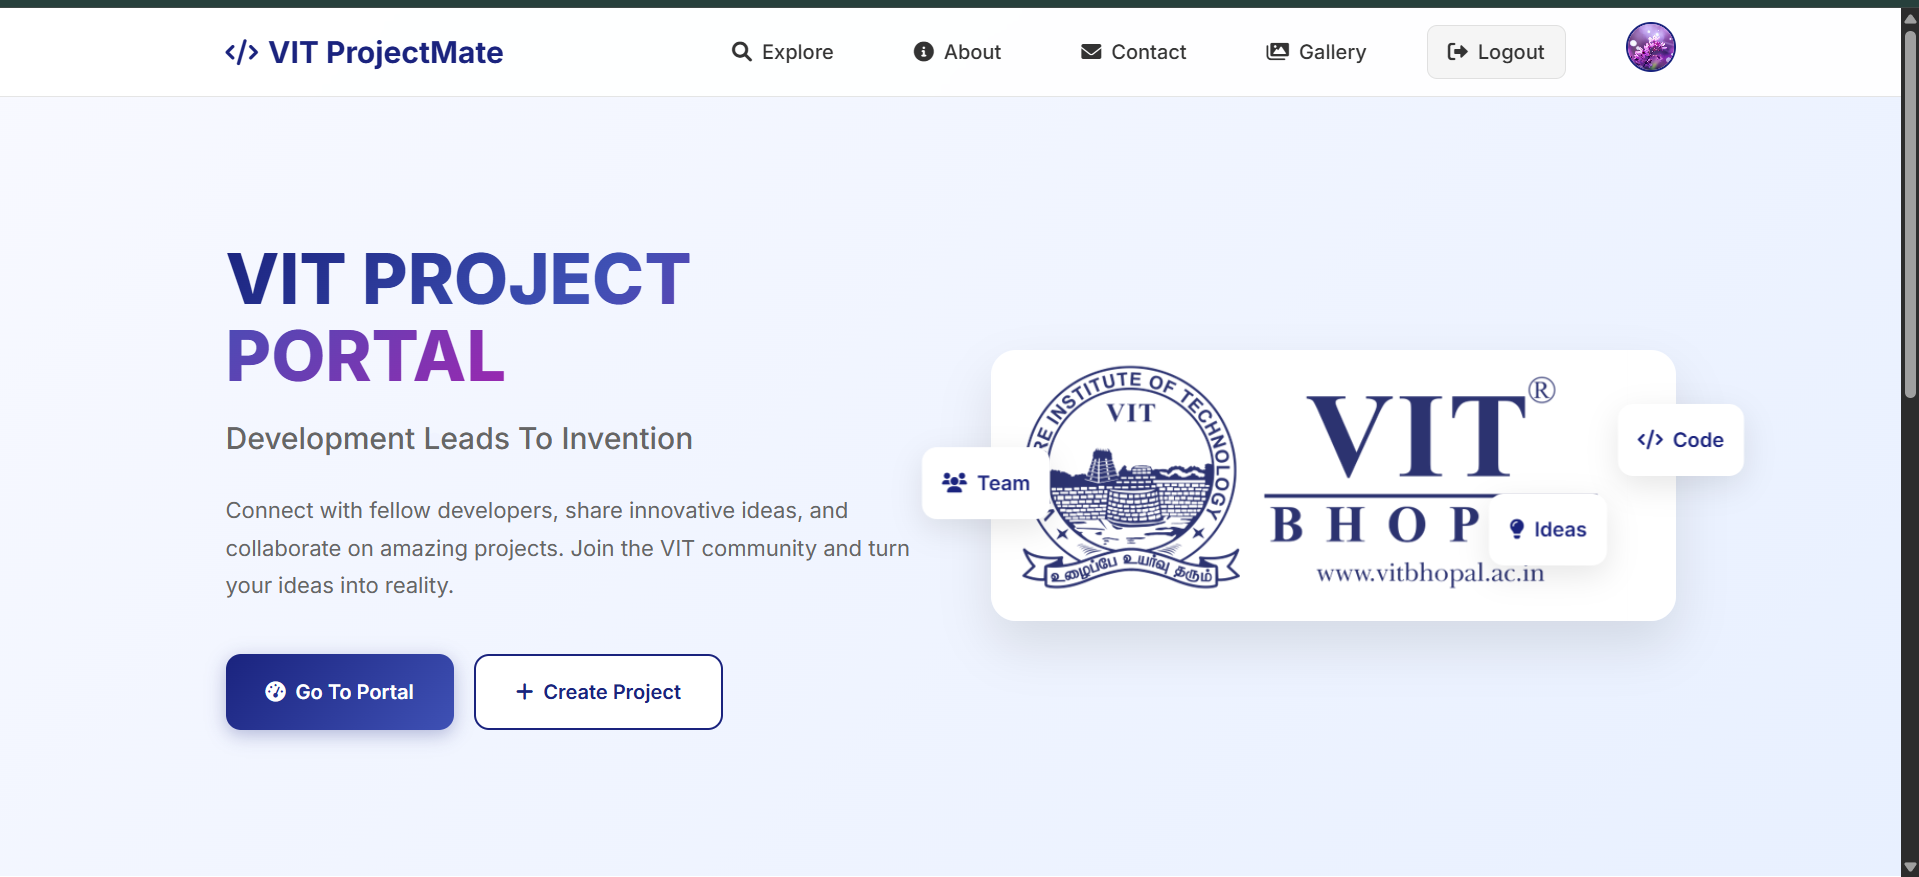 VIT ProjectMate
Explore
About
Contact
Gallery
Logout
VIT PROJECT
PORTAL
Development Leads To Invention
Connect with fellow developers, share innovative ideas, and
collaborate on amazing projects. Join the VIT community and turn
your ideas into reality.
Go To Portal
Create Project
INSTITUTE OF TECHNOLOGY
VIT
உழைப்பே உயர்வு தரும்
VIT®
BHOP
www.vitbhopal.ac.in
Team
Code
Ideas